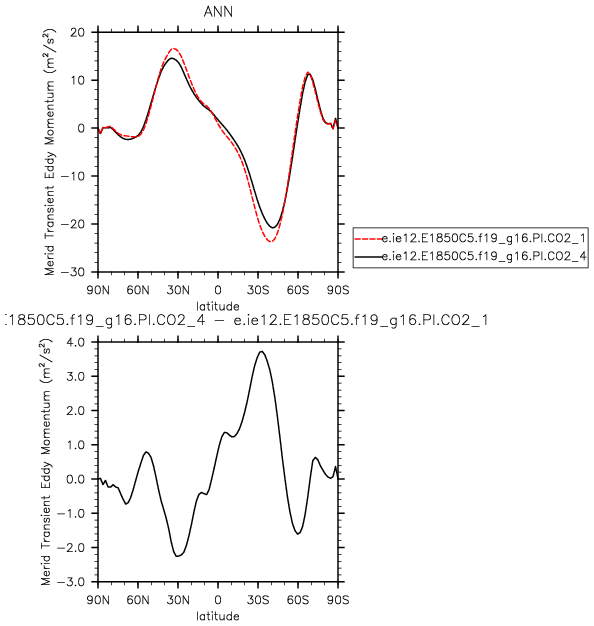 ANN
Merid Transient Eddy Momentum (m²/s²)
20
10
0
−10
−20
−30
90N 60N 30N 0 30S 60S 90S
latitude
e.ie12.E1850C5.f19_g16.PI.CO2_1
e.ie12.E1850C5.f19_g16.PI.CO2_4
:1850C5.f19_g16.PI.CO2_4 − e.ie12.E1850C5.f19_g16.PI.CO2_1
Merid Transient Eddy Momentum (m²/s²)
4.0
3.0
2.0
1.0
0.0
−1.0
−2.0
−3.0
90N 60N 30N 0 30S 60S 90S
latitude